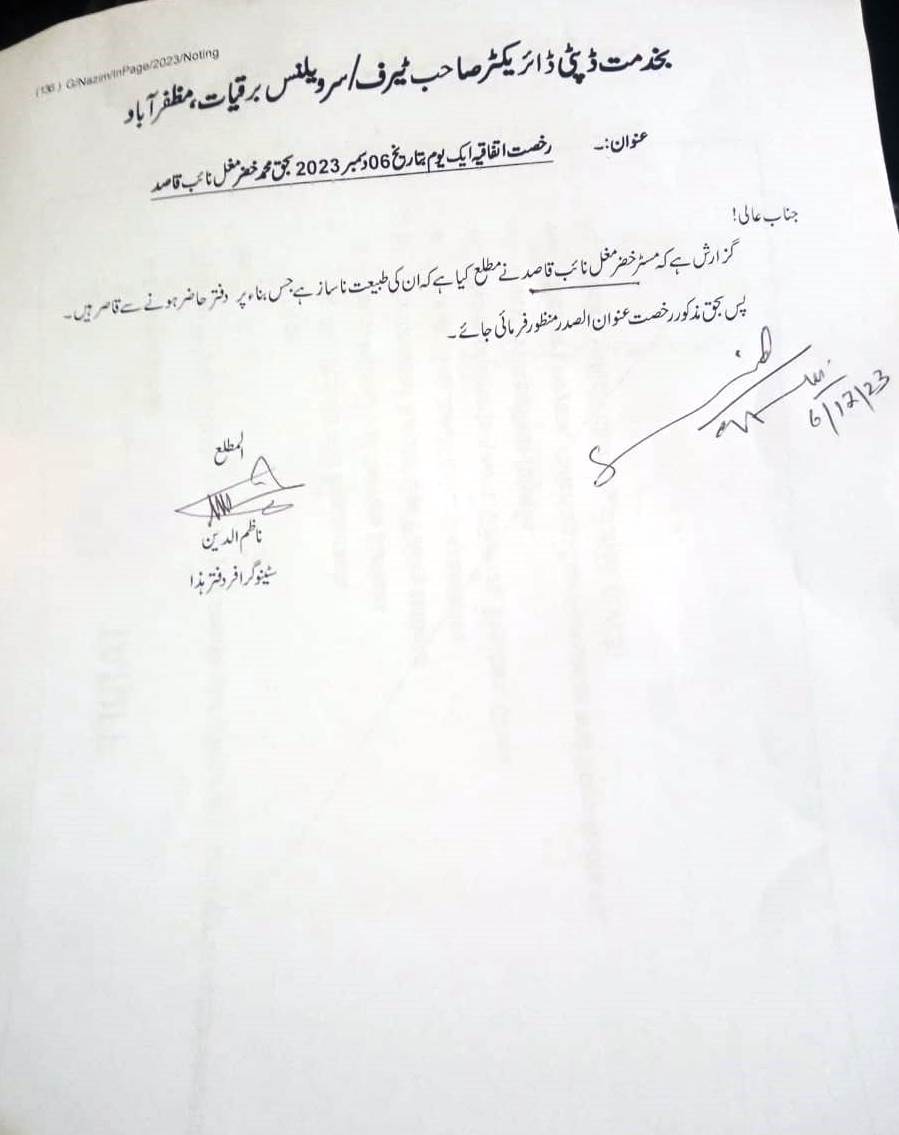 (136) G/Nazim/InPage/2023/Noting
بخدمت ڈپٹی ڈائریکٹر صاحب ٹیرف/سرویلنس برقیات، مظفرآباد
عنوان:۔ رخصت اتفاقیہ ایک یوم بتاریخ 06 دسمبر 2023 بحق محمد خضر مغل نائب قاصد
جناب عالی!
گزارش ہے کہ مسٹر خضر مغل نائب قاصد نے مطلع کیا ہے کہ ان کی طبیعت ناساز ہے جس بناء پر دفتر حاضر ہونے سے قاصر ہیں۔
پس بحق مذکور رخصت عنوان الصدر منظور فرمائی جائے۔
6/12/23
المطلع
ناظم الدین
سٹینوگرافر دفتر ہذا